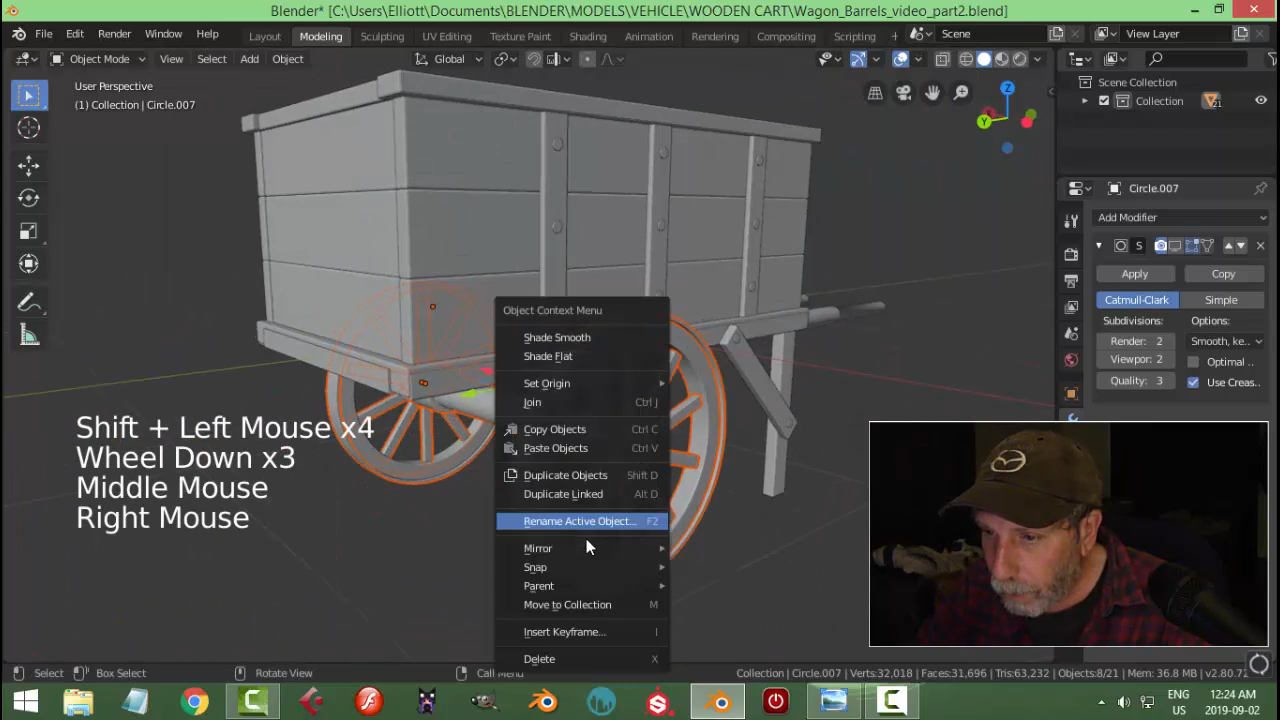 Blender* [C:\Users\Elliott\Documents\BLENDER\MODELS\VEHICLE\WOODEN CART\Wagon_Barrels_video_part2.blend]
File Edit Render Window Help Layout Modeling Sculpting UV Editing Texture Paint Shading Animation Rendering Compositing Scripting + Scene View Layer
Object Mode View Select Add Object Global
User Perspective
(1) Collection | Circle.007
Z
Y
Scene Collection
Collection 21
Circle.007
Add Modifier
S
Apply Copy
Catmull-Clark Simple
Subdivisions: Options:
Render: 2 Smooth, ke..
Viewport: 2 Optimal ..
Quality: 3 Use Creas..
Object Context Menu
Shade Smooth
Shade Flat
Set Origin
Join Ctrl J
Copy Objects Ctrl C
Paste Objects Ctrl V
Duplicate Objects Shift D
Duplicate Linked Alt D
Rename Active Object... F2
Mirror
Snap
Parent
Move to Collection M
Insert Keyframe... I
Delete X
Shift + Left Mouse x4
Wheel Down x3
Middle Mouse
Right Mouse
Select Box Select Rotate View Call Menu Collection | Circle.007 | Verts:32,018 | Faces:31,696 | Tris:63,232 | Objects:8/21 | Mem: 36.8 MB | v2.80.7
ENG 12:24 AM
US 2019-09-02